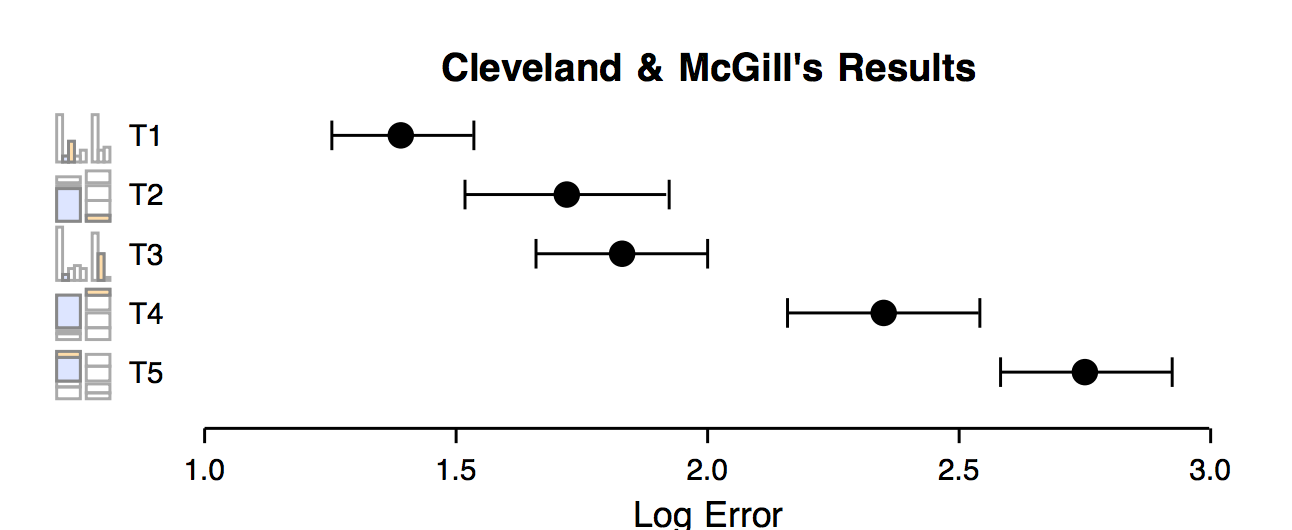 Cleveland & McGill's Results
T1
T2
T3
T4
T5
1.0 1.5 2.0 2.5 3.0
Log Error